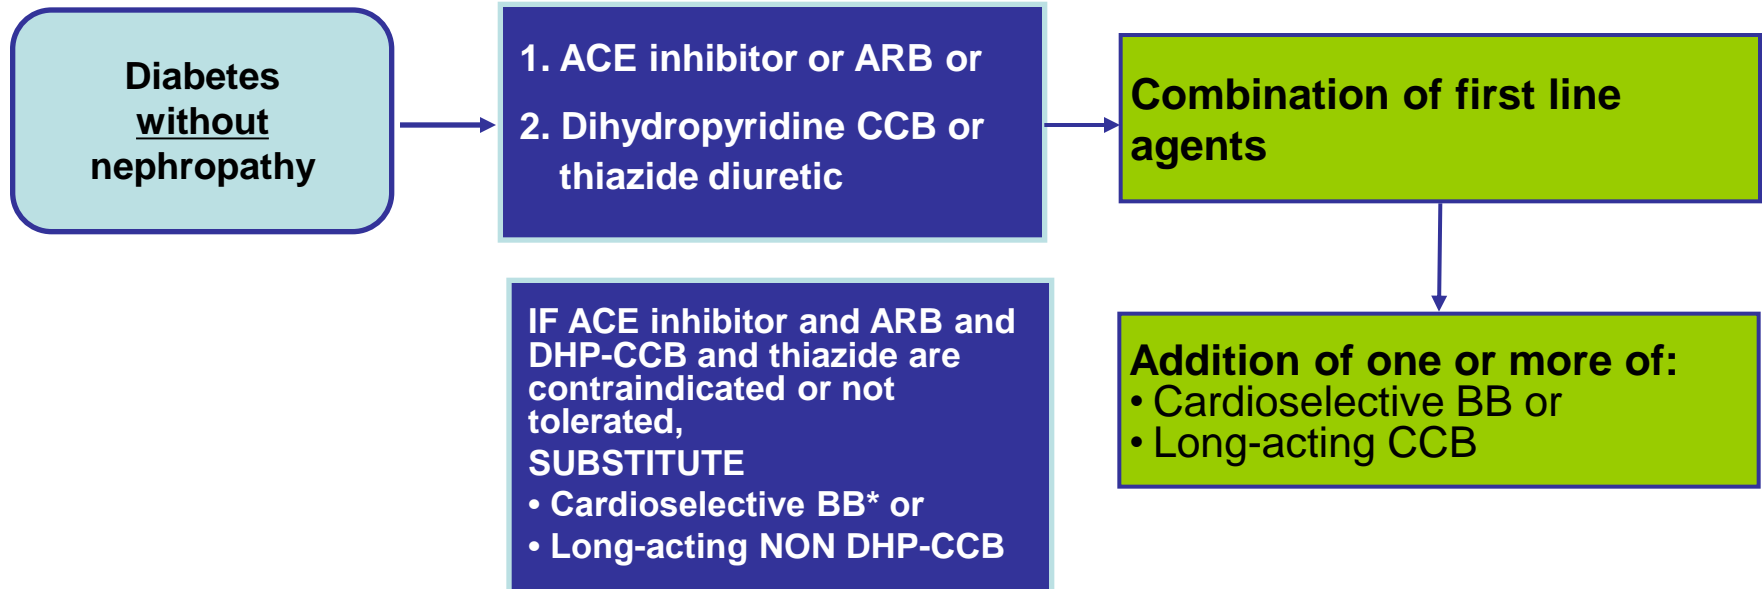 Diabetes
without
nephropathy
1. ACE inhibitor or ARB or
2. Dihydropyridine CCB or
thiazide diuretic
Combination of first line
agents
IF ACE inhibitor and ARB and
DHP-CCB and thiazide are
contraindicated or not
tolerated,
SUBSTITUTE
• Cardioselective BB* or
• Long-acting NON DHP-CCB
Addition of one or more of:
• Cardioselective BB or
• Long-acting CCB